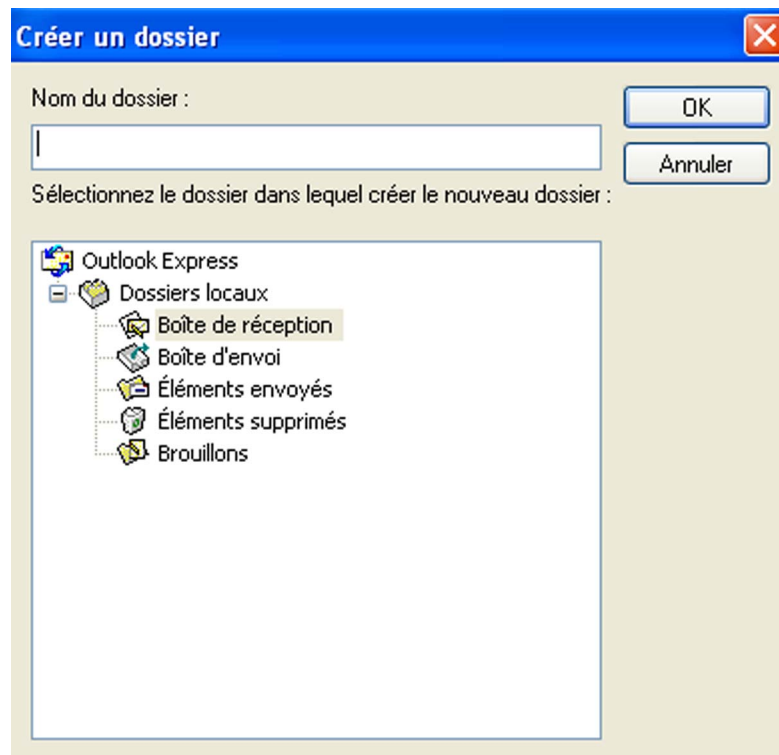 Créer un dossier
Nom du dossier :
OK
Annuler
Sélectionnez le dossier dans lequel créer le nouveau dossier :
Outlook Express
Dossiers locaux
Boîte de réception
Boîte d'envoi
Éléments envoyés
Éléments supprimés
Brouillons